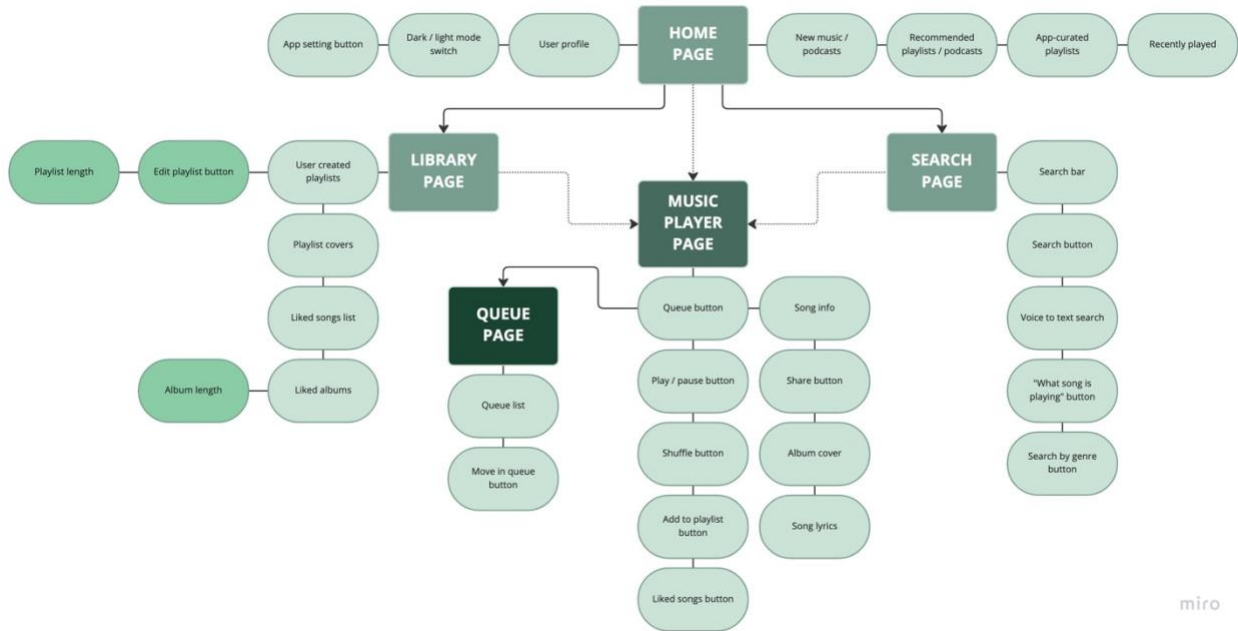 HOME
PAGE
App setting button
Dark / light mode
switch
User profile
New music /
podcasts
Recommended
playlists / podcasts
App-curated
playlists
Recently played
LIBRARY
PAGE
Playlist length
Edit playlist button
User created
playlists
Playlist covers
Liked songs list
Album length
Liked albums
MUSIC
PLAYER
PAGE
Queue button
Play / pause button
Shuffle button
Add to playlist
button
Liked songs button
Song info
Share button
Album cover
Song lyrics
QUEUE
PAGE
Queue list
Move in queue
button
SEARCH
PAGE
Search bar
Search button
Voice to text search
"What song is
playing" button
Search by genre
button
miro